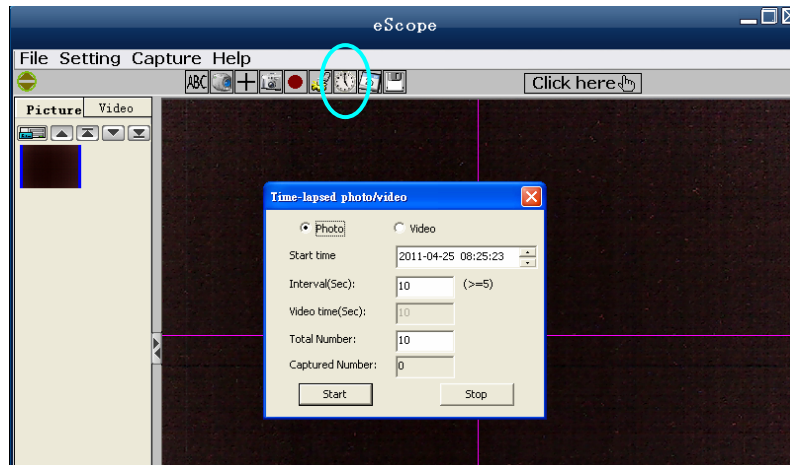 eScope
File Setting Capture Help
ABC
Click here
Picture Video
Time-lapsed photo/video
Photo Video
Start time 2011-04-25 08:25:23
Interval(Sec): 10 (>=5)
Video time(Sec): 10
Total Number: 10
Captured Number: 0
Start Stop